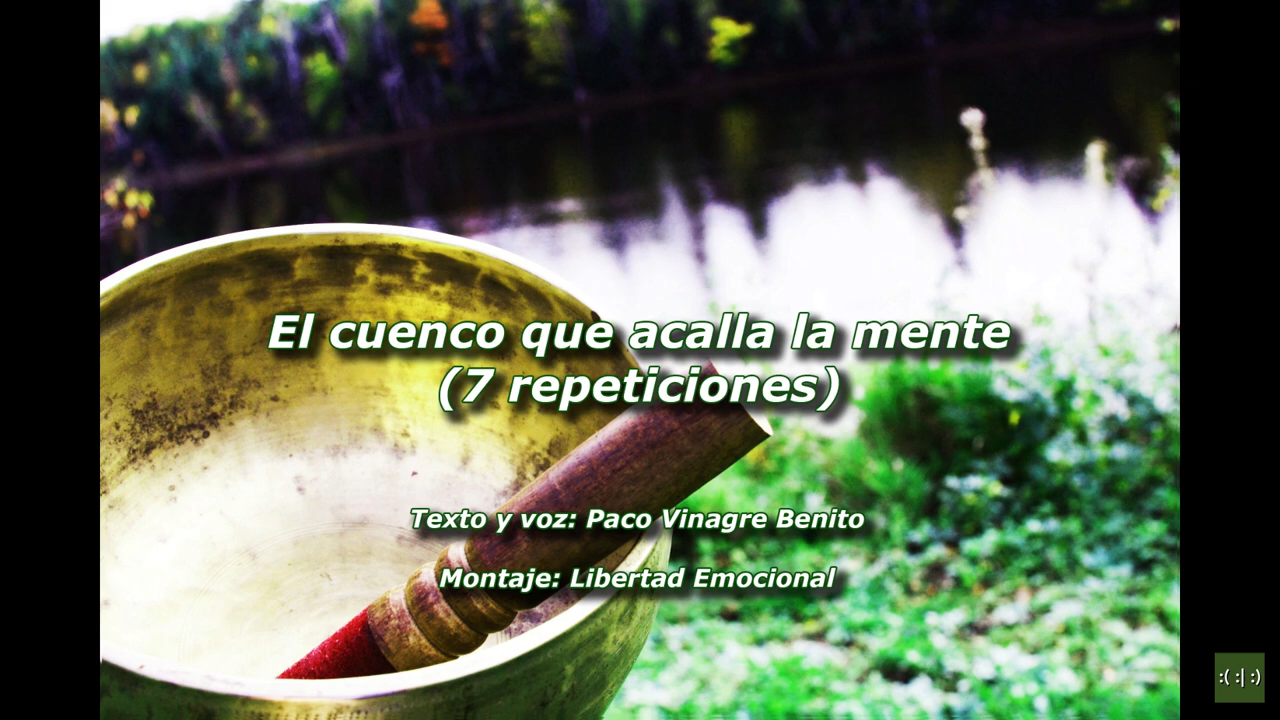 El cuenco que acalla la mente
(7 repeticiones)
Texto y voz: Paco Vinagre Benito
Montaje: Libertad Emocional
:( :| :)